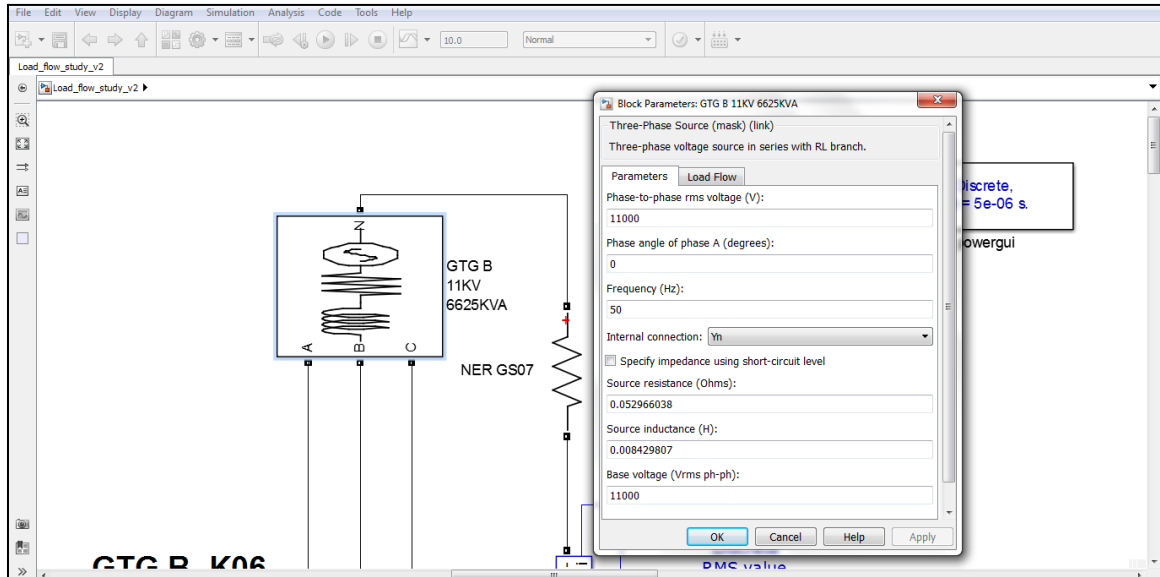 File Edit View Display Diagram Simulation Analysis Code Tools Help
10.0 Normal
Load_flow_study_v2
Load_flow_study_v2
Block Parameters: GTG B 11KV 6625KVA
Three-Phase Source (mask) (link)
Three-phase voltage source in series with RL branch.
Parameters Load Flow
Phase-to-phase rms voltage (V):
11000
Phase angle of phase A (degrees):
0
Frequency (Hz):
50
Internal connection: Yn
Specify impedance using short-circuit level
Source resistance (Ohms):
0.052966038
Source inductance (H):
0.008429807
Base voltage (Vrms ph-ph):
11000
OK Cancel Help Apply
N
A B C
GTG B
11KV
6625KVA
NER GS07
+
GTG B K06
RMS value
= 5e-06 s.